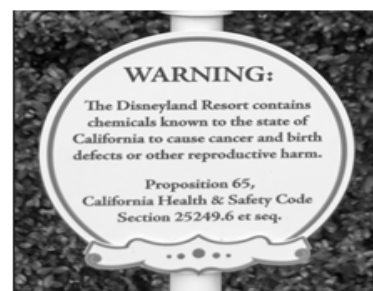 WARNING:
The Disneyland Resort contains
chemicals known to the state of
California to cause cancer and birth
defects or other reproductive harm.
Proposition 65,
California Health & Safety Code
Section 25249.6 et seq.